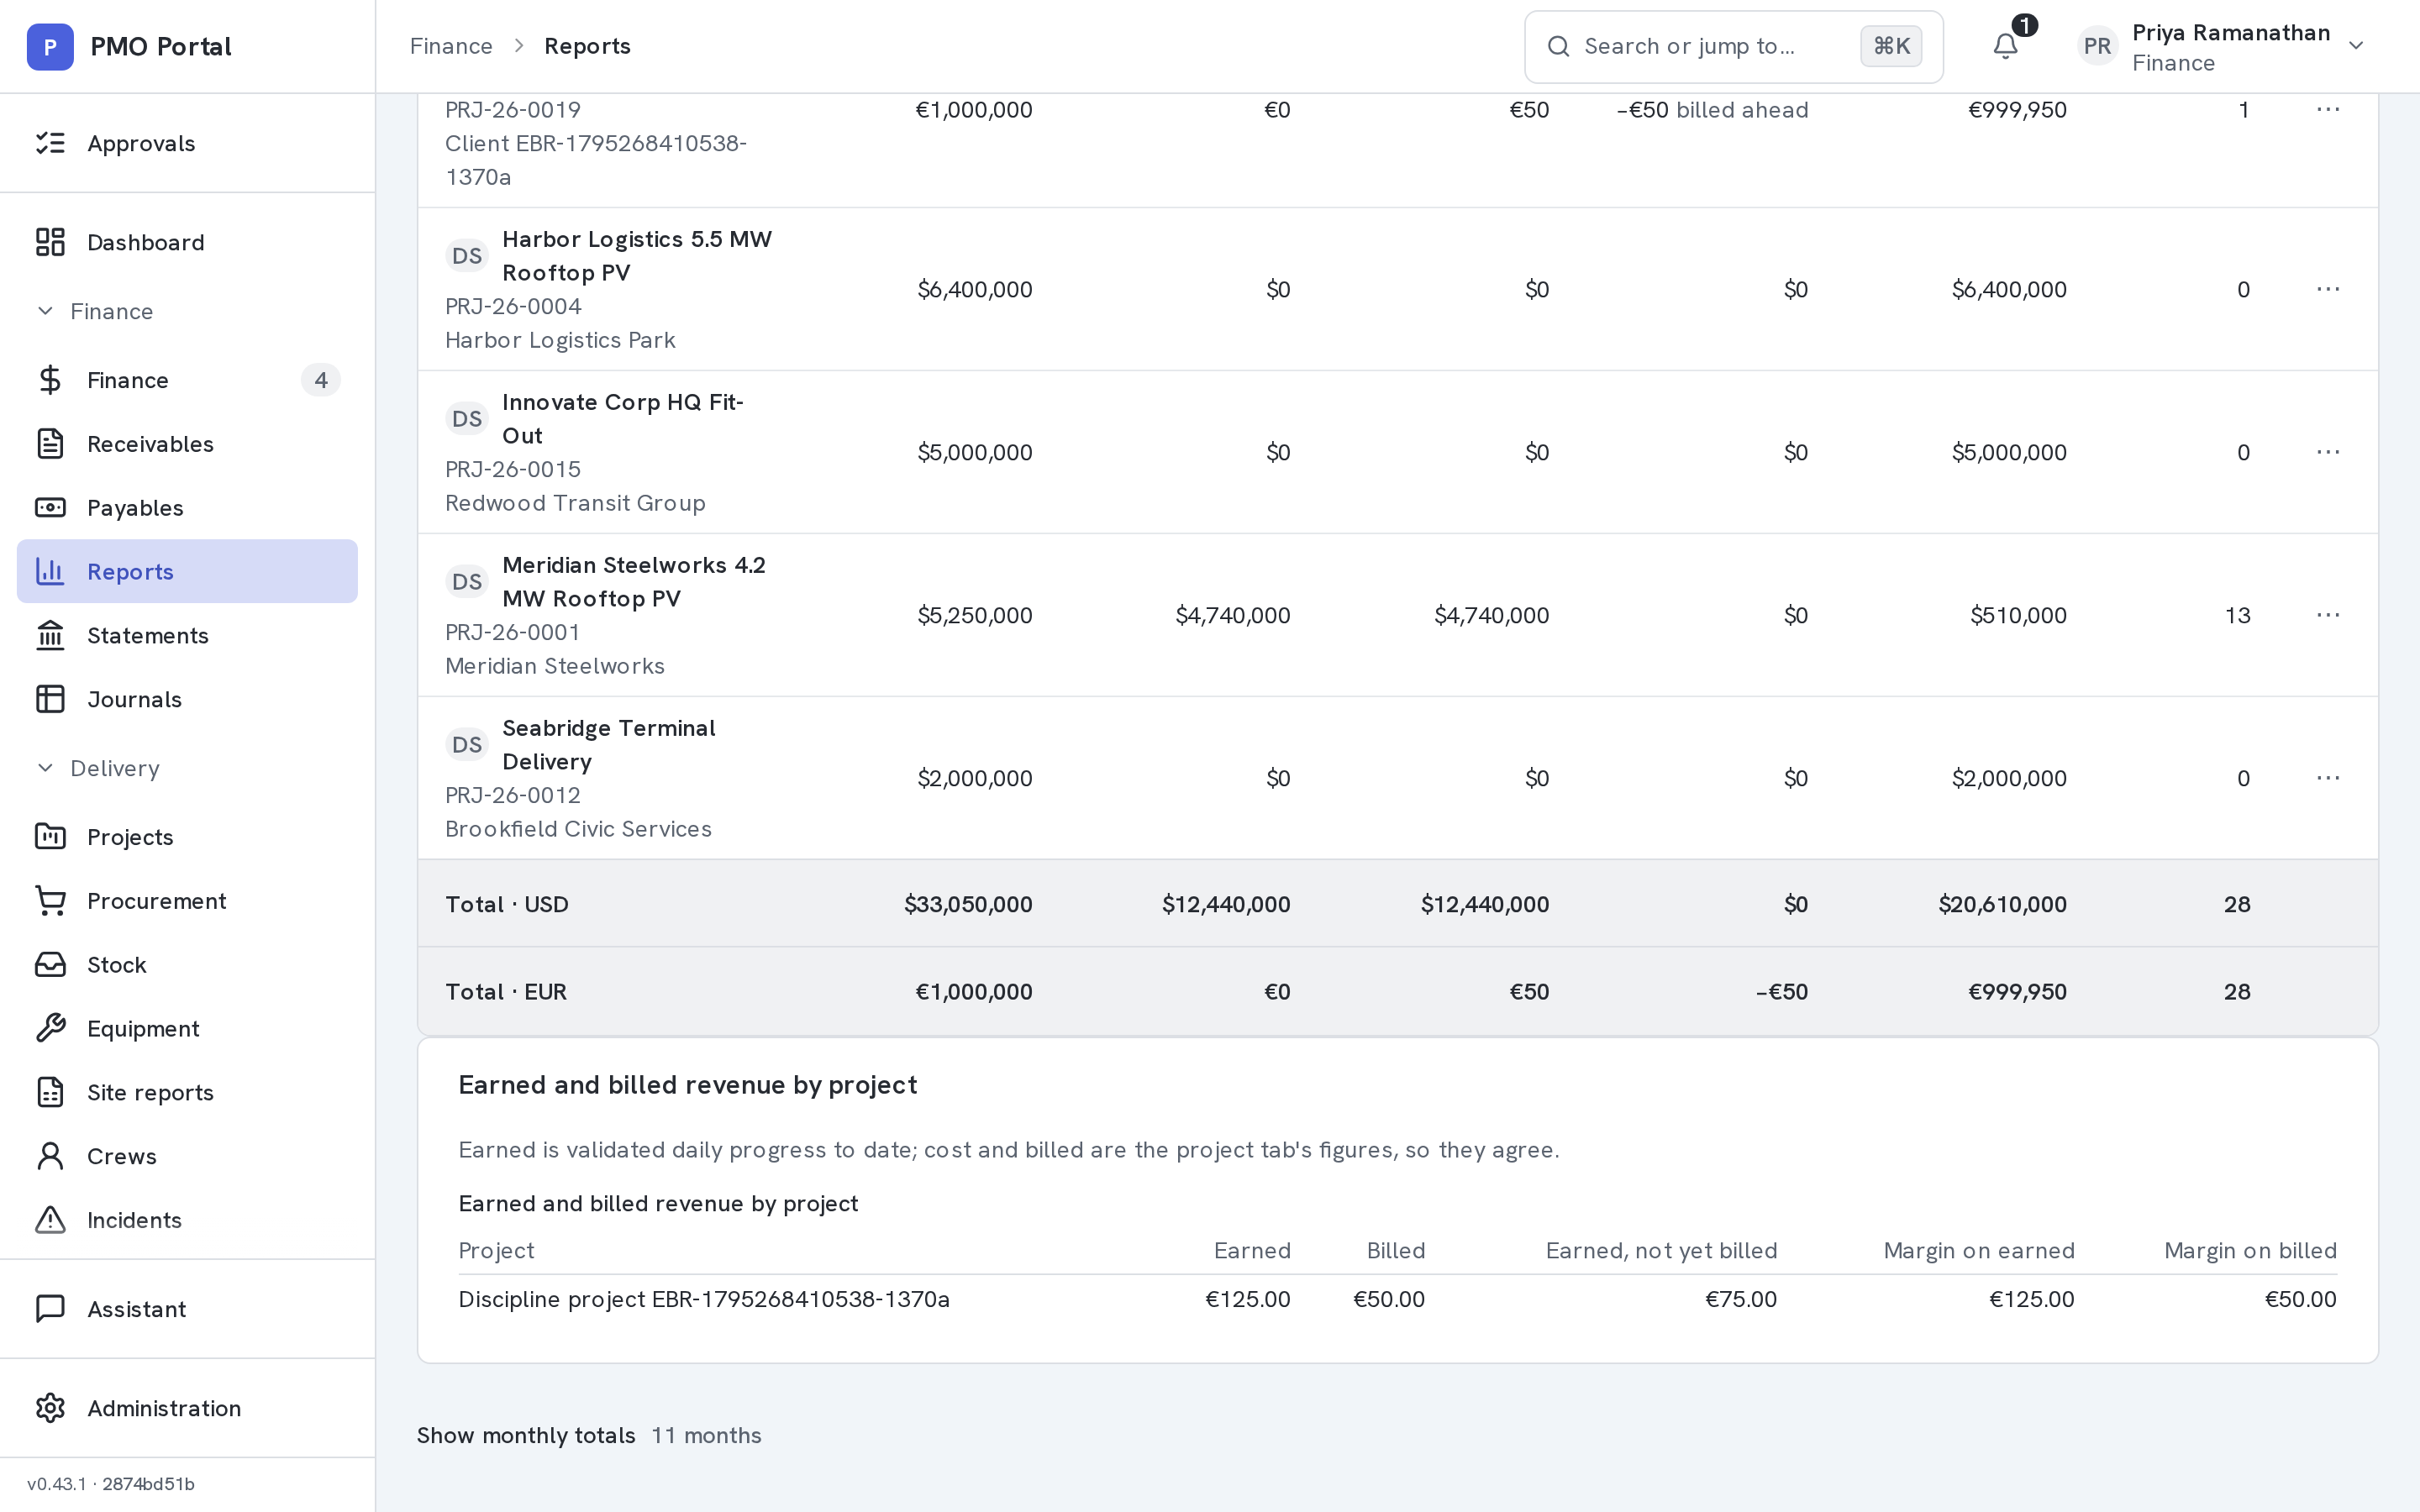 P PMO Portal
Finance > Reports
Search or jump to... ⌘K
1
PR Priya Ramanathan
Finance
Approvals
Dashboard
Finance
Finance 4
Receivables
Payables
Reports
Statements
Journals
Delivery
Projects
Procurement
Stock
Equipment
Site reports
Crews
Incidents
Assistant
Administration
v0.43.1 · 2874bd51b
PRJ-26-0019 €1,000,000 €0 €50 −€50 billed ahead €999,950 1 ···
Client EBR-1795268410538-
1370a
DS Harbor Logistics 5.5 MW
Rooftop PV
$6,400,000 $0 $0 $0 $6,400,000 0 ···
PRJ-26-0004
Harbor Logistics Park
DS Innovate Corp HQ Fit-
Out
$5,000,000 $0 $0 $0 $5,000,000 0 ···
PRJ-26-0015
Redwood Transit Group
DS Meridian Steelworks 4.2
MW Rooftop PV
$5,250,000 $4,740,000 $4,740,000 $0 $510,000 13 ···
PRJ-26-0001
Meridian Steelworks
DS Seabridge Terminal
Delivery
$2,000,000 $0 $0 $0 $2,000,000 0 ···
PRJ-26-0012
Brookfield Civic Services
Total · USD $33,050,000 $12,440,000 $12,440,000 $0 $20,610,000 28
Total · EUR €1,000,000 €0 €50 −€50 €999,950 28
Earned and billed revenue by project
Earned is validated daily progress to date; cost and billed are the project tab's figures, so they agree.
Earned and billed revenue by project
Project Earned Billed Earned, not yet billed Margin on earned Margin on billed
Discipline project EBR-1795268410538-1370a €125.00 €50.00 €75.00 €125.00 €50.00
Show monthly totals 11 months